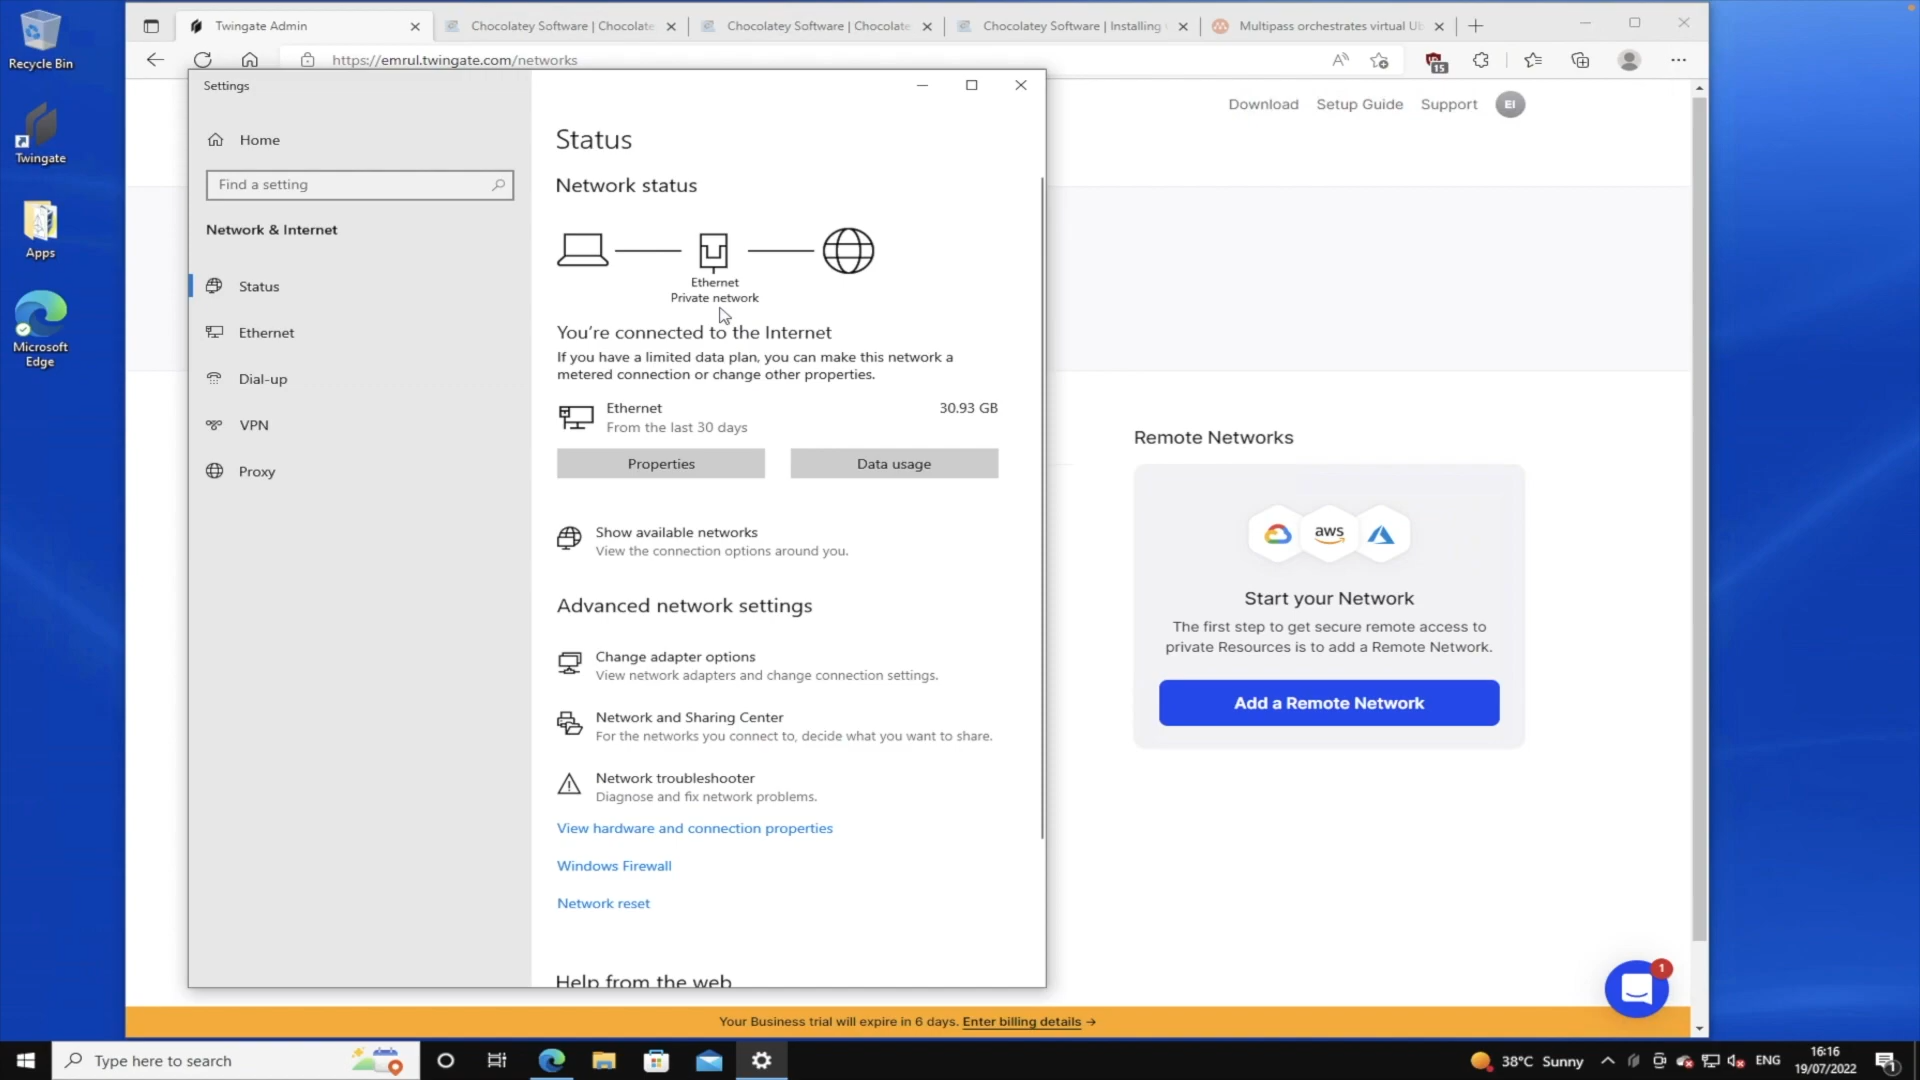 Recycle Bin
Twingate
Apps
Microsoft
Edge
Twingate Admin
Chocolatey Software | Chocolate
Chocolatey Software | Chocolate
Chocolatey Software | Installing
Multipass orchestrates virtual Ub
https://emrul.twingate.com/networks
15
Download
Setup Guide
Support
EI
Settings
Home
Find a setting
Network & Internet
Status
Ethernet
Dial-up
VPN
Proxy
Status
Network status
Ethernet
Private network
You're connected to the Internet
If you have a limited data plan, you can make this network a
metered connection or change other properties.
Ethernet
30.93 GB
From the last 30 days
Properties
Data usage
Show available networks
View the connection options around you.
Advanced network settings
Change adapter options
View network adapters and change connection settings.
Network and Sharing Center
For the networks you connect to, decide what you want to share.
Network troubleshooter
Diagnose and fix network problems.
View hardware and connection properties
Windows Firewall
Network reset
Help from the web
Remote Networks
aws
Start your Network
The first step to get secure remote access to
private Resources is to add a Remote Network.
Add a Remote Network
1
Your Business trial will expire in 6 days. Enter billing details →
Type here to search
38°C Sunny
ENG
16:16
19/07/2022
1